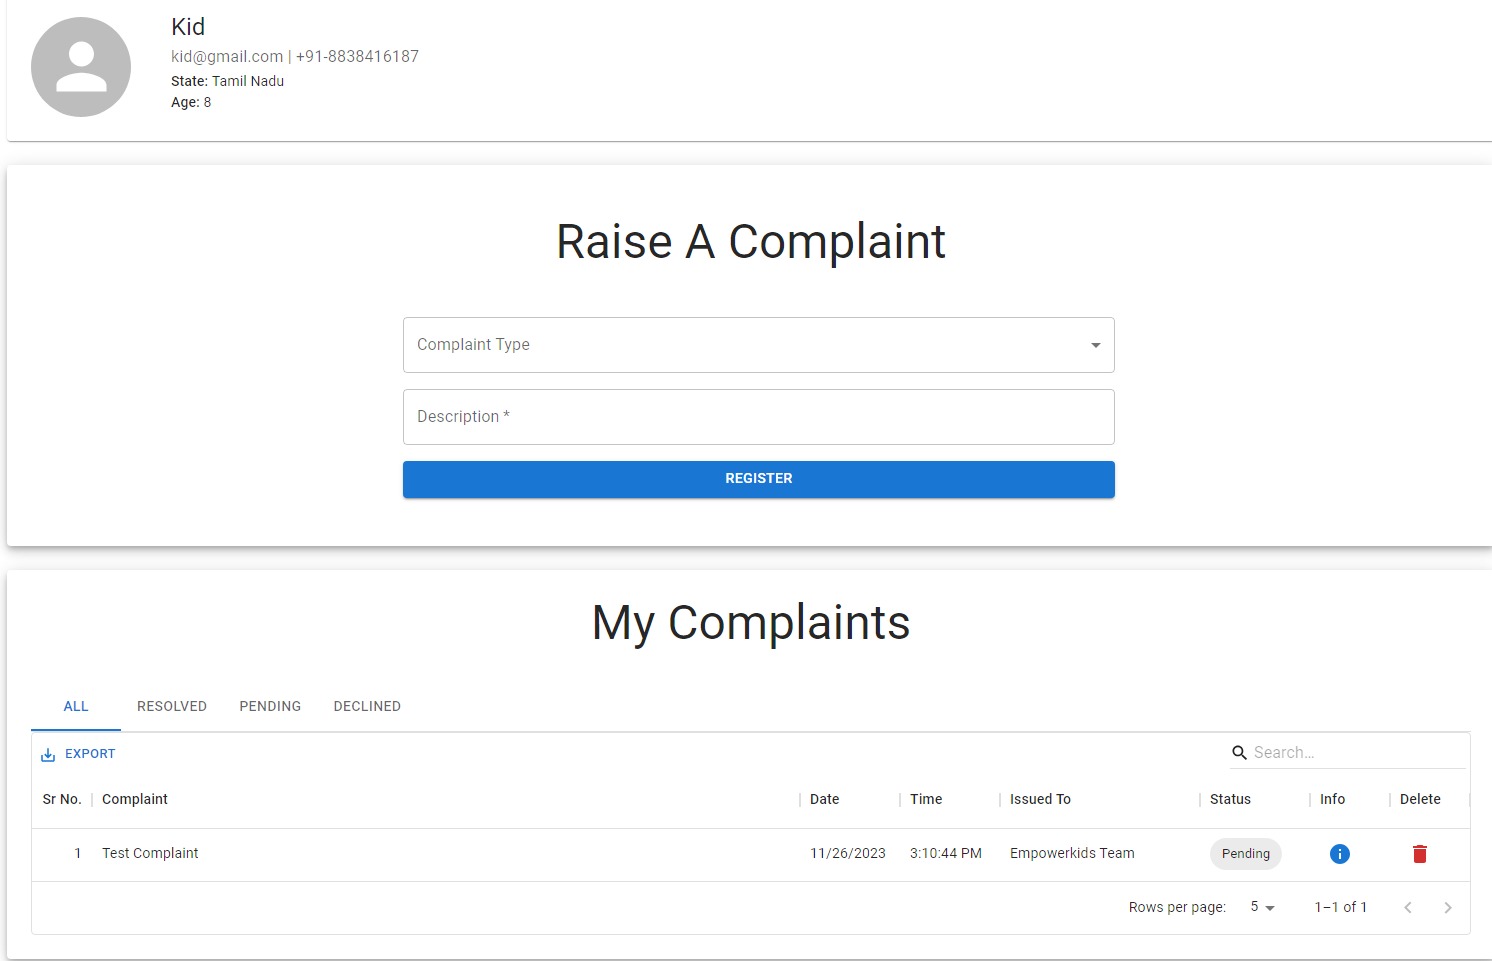 Kid
kid@gmail.com | +91-8838416187
State: Tamil Nadu
Age: 8
Raise A Complaint
Complaint Type
Description *
REGISTER
My Complaints
ALL RESOLVED PENDING DECLINED
EXPORT Search...
Sr No. Complaint Date Time Issued To Status Info Delete
1 Test Complaint 11/26/2023 3:10:44 PM Empowerkids Team Pending
Rows per page: 5 1–1 of 1